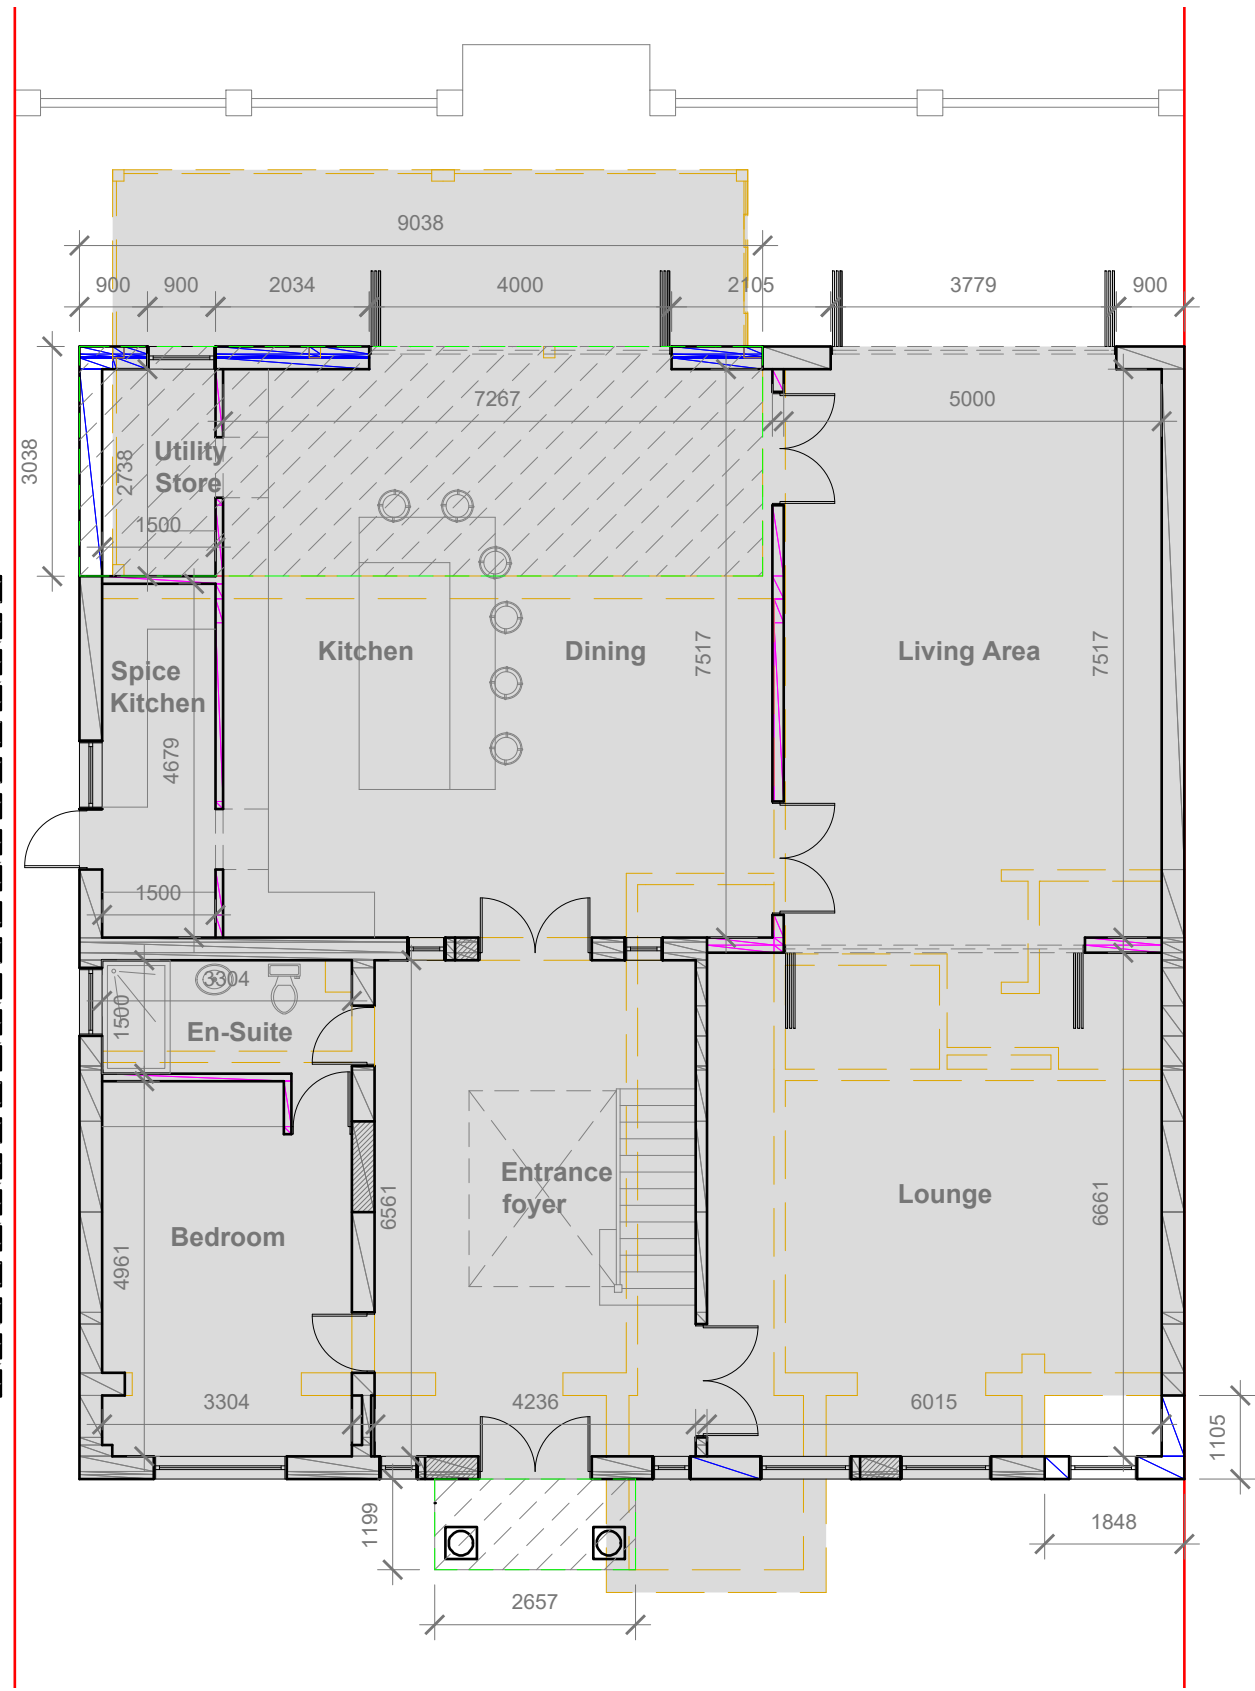 9038
900
900
2034
4000
2105
3779
900
7267
5000
3038
2738
Utility
Store
1500
Kitchen
Dining
7517
Living Area
7517
Spice
Kitchen
4679
1500
3304
1500
En-Suite
Entrance
foyer
6561
Lounge
6661
Bedroom
4961
3304
4236
6015
1105
1199
1848
2657